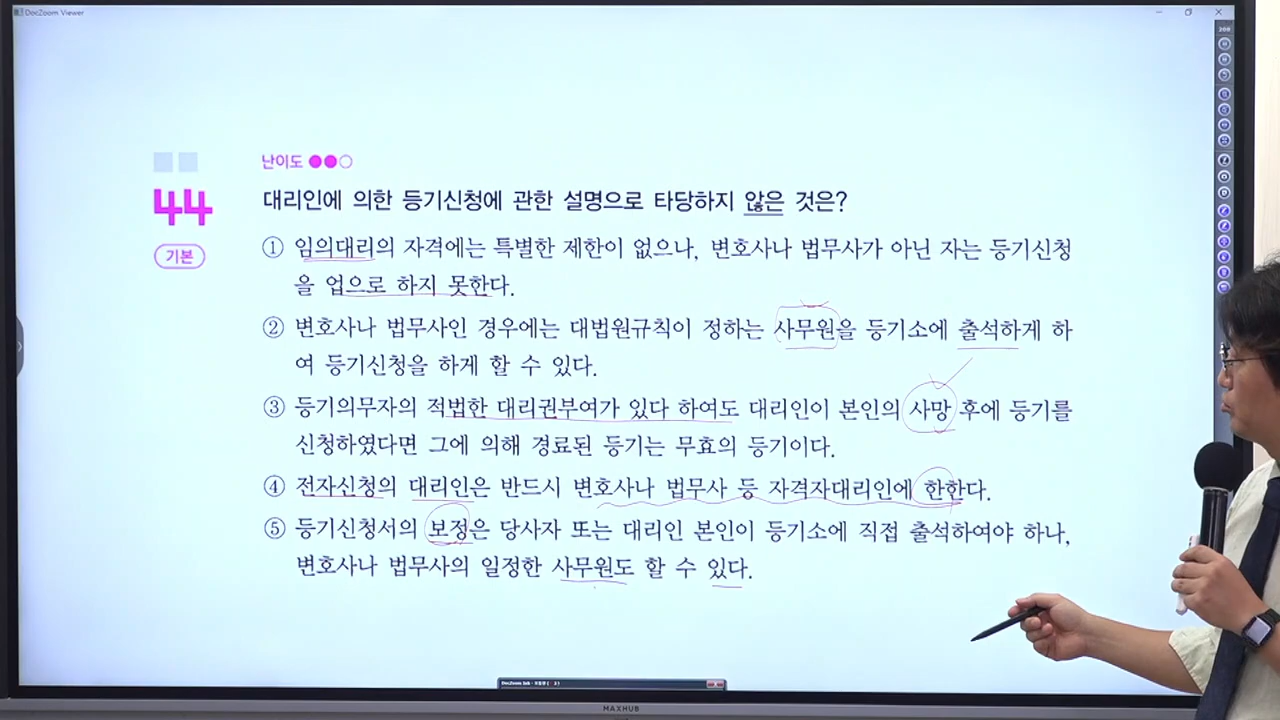 DocZoom Viewer
난이도
44
대리인에 의한 등기신청에 관한 설명으로 타당하지 않은 것은?
기본
① 임의대리의 자격에는 특별한 제한이 없으나, 변호사나 법무사가 아닌 자는 등기신청
을 업으로 하지 못한다.
② 변호사나 법무사인 경우에는 대법원규칙이 정하는 사무원을 등기소에 출석하게 하
여 등기신청을 하게 할 수 있다.
③ 등기의무자의 적법한 대리권부여가 있다 하여도 대리인이 본인의 사망 후에 등기를
신청하였다면 그에 의해 경료된 등기는 무효의 등기이다.
④ 전자신청의 대리인은 반드시 변호사나 법무사 등 자격자대리인에 한한다.
⑤ 등기신청서의 보정은 당사자 또는 대리인 본인이 등기소에 직접 출석하여야 하나,
변호사나 법무사의 일정한 사무원도 할 수 있다.
MAXHUB